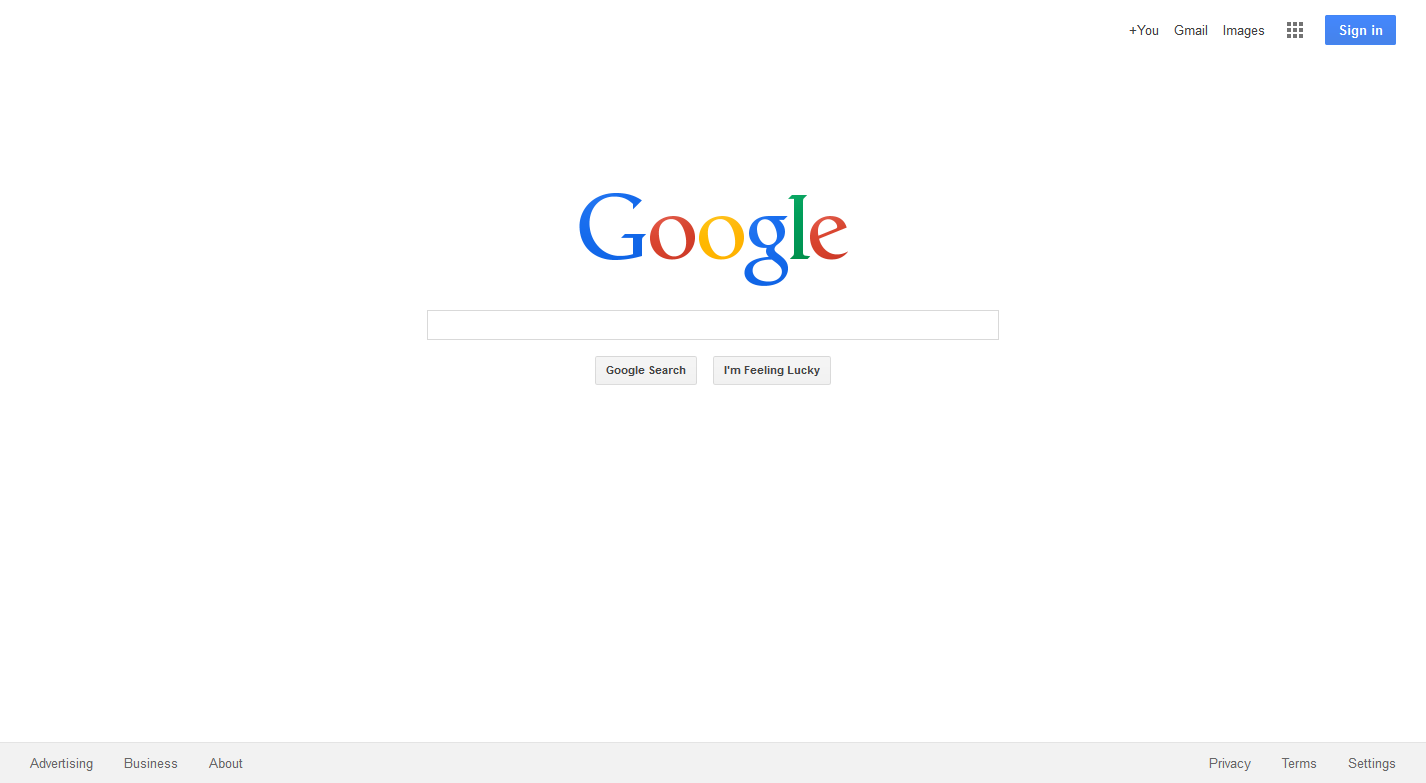 +You Gmail Images Sign in
Google
Google Search I'm Feeling Lucky
Advertising Business About Privacy Terms Settings